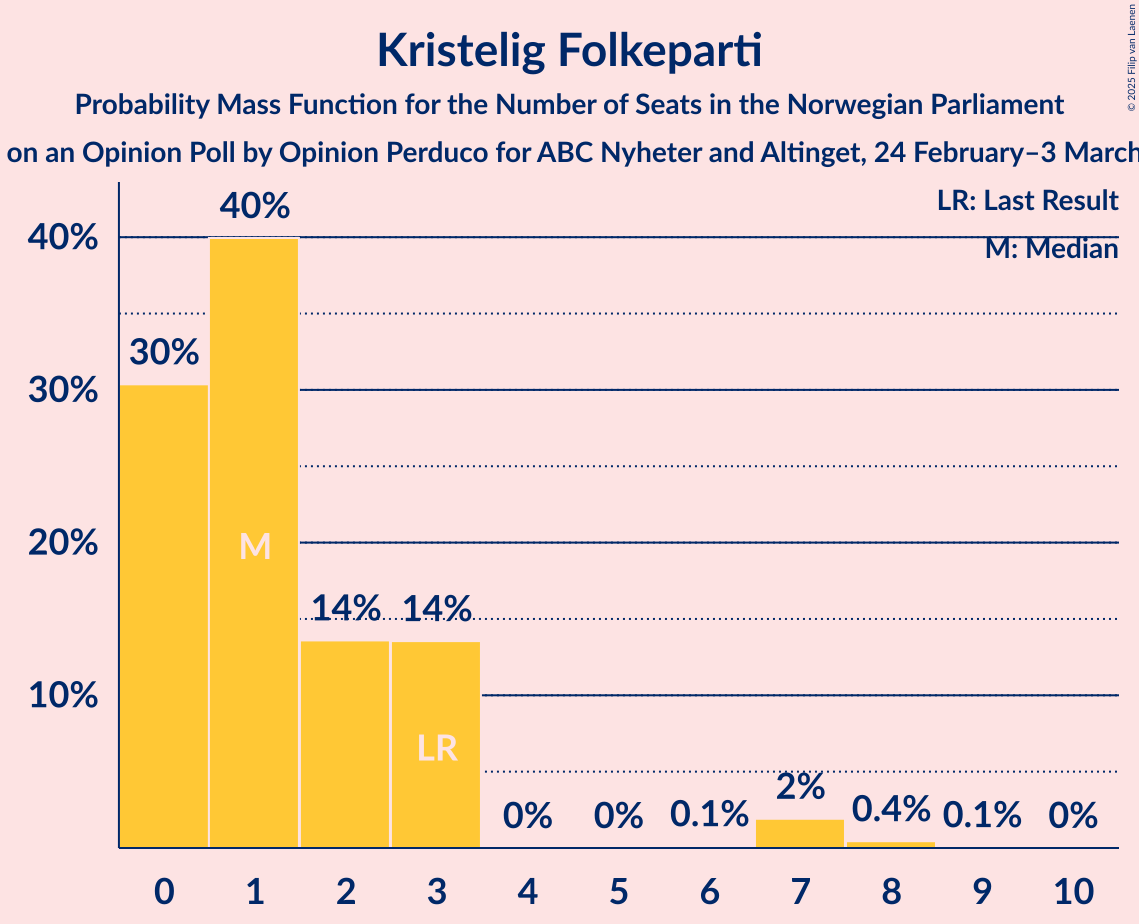 © 2025 Filip van Laenen
Kristelig Folkeparti
Probability Mass Function for the Number of Seats in the Norwegian Parliament
on an Opinion Poll by Opinion Perduco for ABC Nyheter and Altinget, 24 February–3 March
LR: Last Result
M: Median
40%
30%
20%
10%
30%
40%
14%
14%
0%
0%
0.1%
2%
0.4%
0.1%
0%
M
LR
0 1 2 3 4 5 6 7 8 9 10